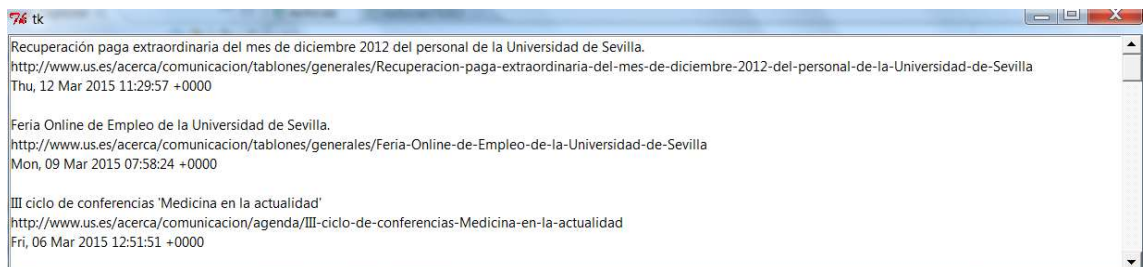 tk
Recuperación paga extraordinaria del mes de diciembre 2012 del personal de la Universidad de Sevilla.
http://www.us.es/acerca/comunicacion/tablones/generales/Recuperacion-paga-extraordinaria-del-mes-de-diciembre-2012-del-personal-de-la-Universidad-de-Sevilla
Thu, 12 Mar 2015 11:29:57 +0000
Feria Online de Empleo de la Universidad de Sevilla.
http://www.us.es/acerca/comunicacion/tablones/generales/Feria-Online-de-Empleo-de-la-Universidad-de-Sevilla
Mon, 09 Mar 2015 07:58:24 +0000
III ciclo de conferencias 'Medicina en la actualidad'
http://www.us.es/acerca/comunicacion/agenda/III-ciclo-de-conferencias-Medicina-en-la-actualidad
Fri, 06 Mar 2015 12:51:51 +0000